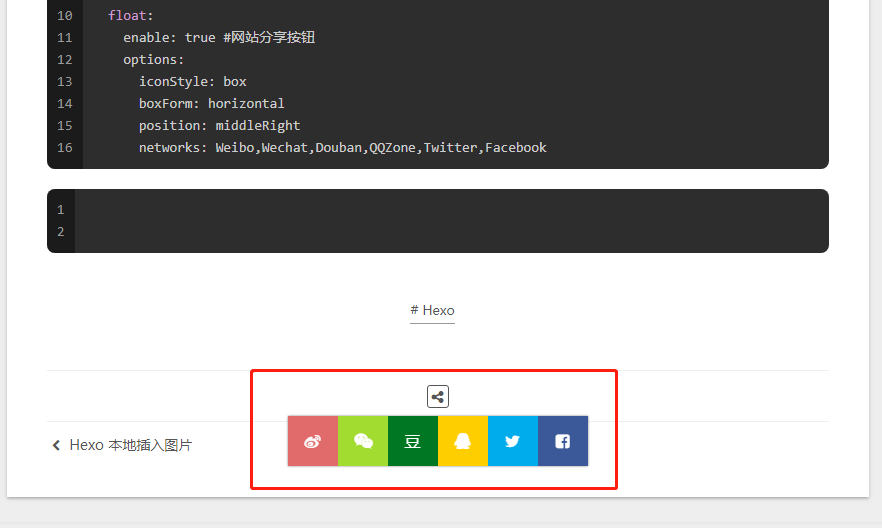 10 float:
11 enable: true #网站分享按钮
12 options:
13 iconStyle: box
14 boxForm: horizontal
15 position: middleRight
16 networks: Weibo,Wechat,Douban,QQZone,Twitter,Facebook
1
2
# Hexo
豆
Hexo 本地插入图片